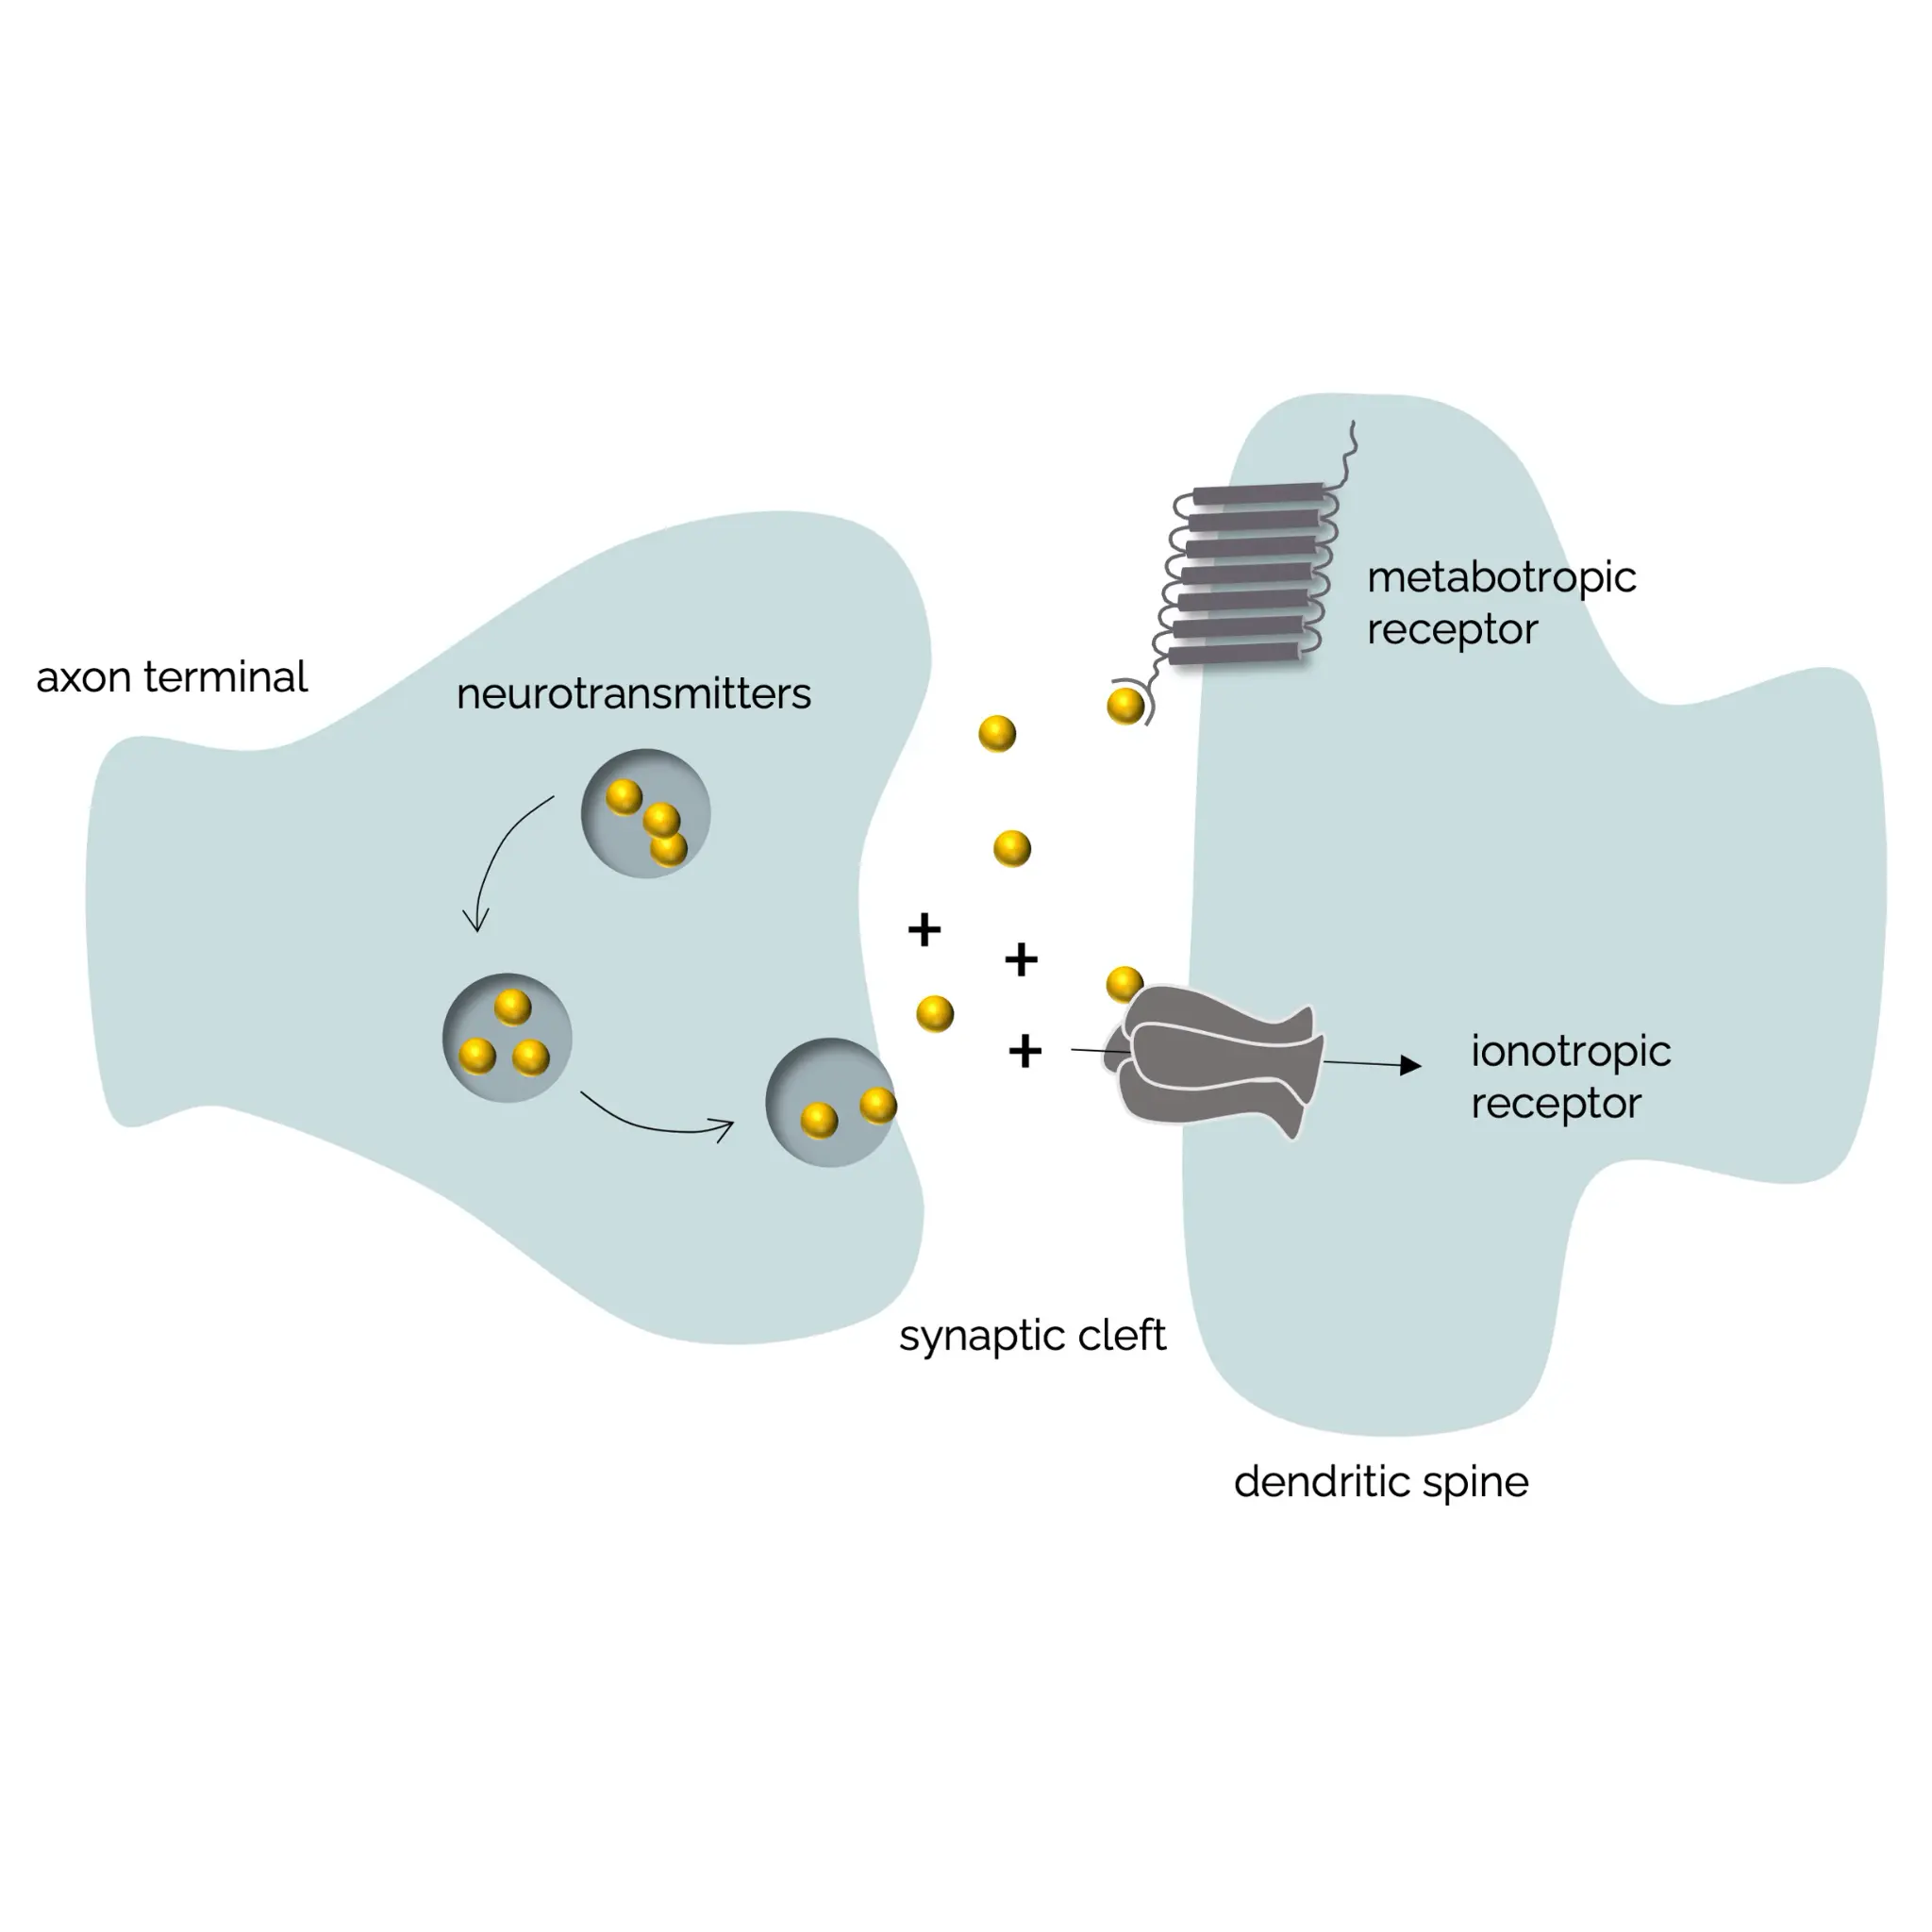 axon terminal
neurotransmitters
metabotropic
receptor
+
+
+
ionotropic
receptor
synaptic cleft
dendritic spine